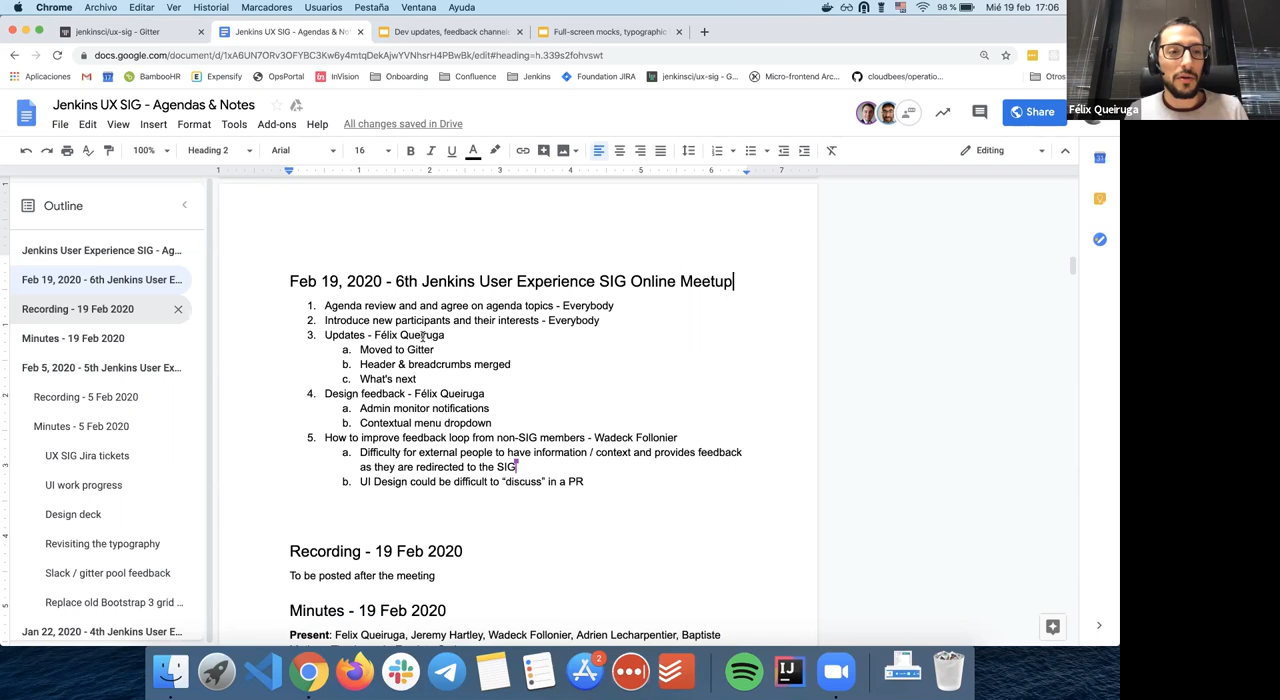 Chrome Archivo Editar Ver Historial Marcadores Usuarios Pestaña Ventana Ayuda
98 % Mié 19 feb 17:06
jenkinsci/ux-sig - Gitter
Jenkins UX SIG - Agendas & No
Dev updates, feedback channel
Full-screen mocks, typographic
docs.google.com/document/d/1xA6UN7ORv3OFYBC3Kw6y4mtqDekAjwYVNhsrH4PBwBk/edit#heading=h.339s2fohvswt
Aplicaciones
BambooHR
Expensify
OpsPortal
InVision
Onboarding
Confluence
Jenkins
Foundation JIRA
jenkinsci/ux-sig - G...
Micro-frontend Arc...
cloudbees/operatio...
Otros
Félix Queiruga
Jenkins UX SIG - Agendas & Notes
File Edit View Insert Tools Add-ons Help All changes saved in Drive
Share
100% Heading 2 Arial 16 Editing
1 1 2 3 4 5 6 7
Outline
Jenkins User Experience SIG - Ag...
Feb 19, 2020 - 6th Jenkins User E...
Recording - 19 Feb 2020
Minutes - 19 Feb 2020
Feb 5, 2020 - 5th Jenkins User Ex...
Recording - 5 Feb 2020
Minutes - 5 Feb 2020
UX SIG Jira tickets
UI work progress
Design deck
Revisiting the typography
Slack / gitter pool feedback
Replace old Bootstrap 3 grid ...
Jan 22, 2020 - 4th Jenkins User E...
Feb 19, 2020 - 6th Jenkins User Experience SIG Online Meetup
1. Agenda review and and agree on agenda topics - Everybody
2. Introduce new participants and their interests - Everybody
3. Updates - Félix Queiruga
a. Moved to Gitter
b. Header & breadcrumbs merged
c. What's next
4. Design feedback - Félix Queiruga
a. Admin monitor notifications
b. Contextual menu dropdown
5. How to improve feedback loop from non-SIG members - Wadeck Follonier
a. Difficulty for external people to have information / context and provides feedback
as they are redirected to the SIG
b. UI Design could be difficult to “discuss” in a PR
Recording - 19 Feb 2020
To be posted after the meeting
Minutes - 19 Feb 2020
Present: Felix Queiruga, Jeremy Hartley, Wadeck Follonier, Adrien Lecharpentier, Baptiste